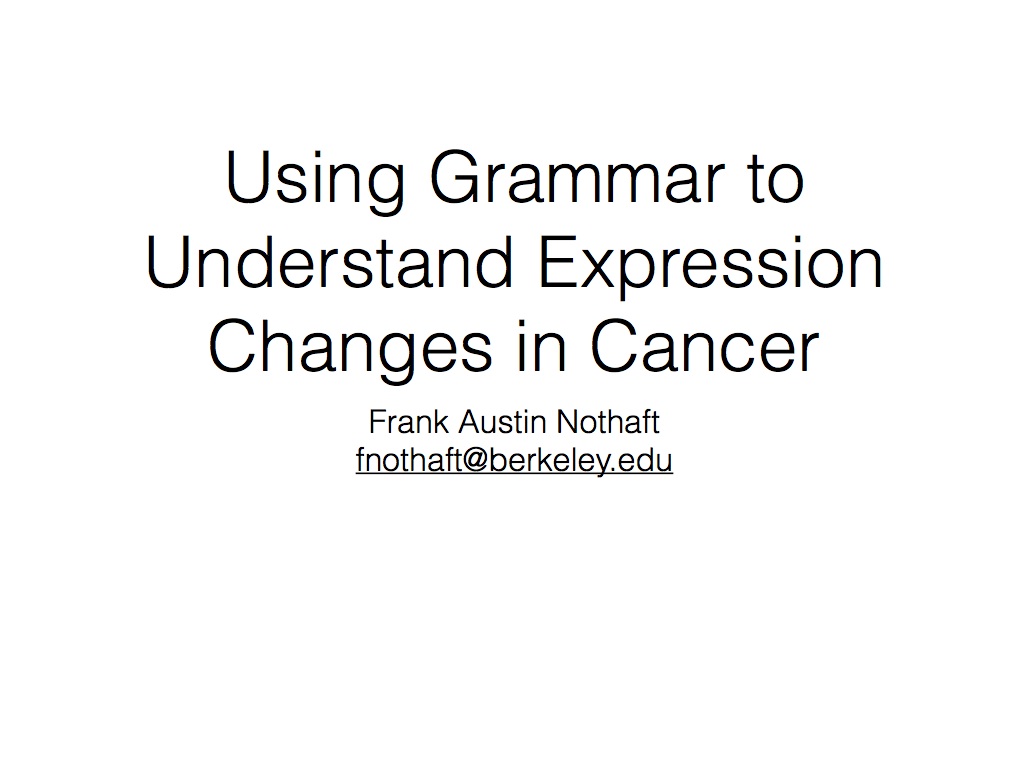 Using Grammar to
Understand Expression
Changes in Cancer
Frank Austin Nothaft
fnothaft@berkeley.edu